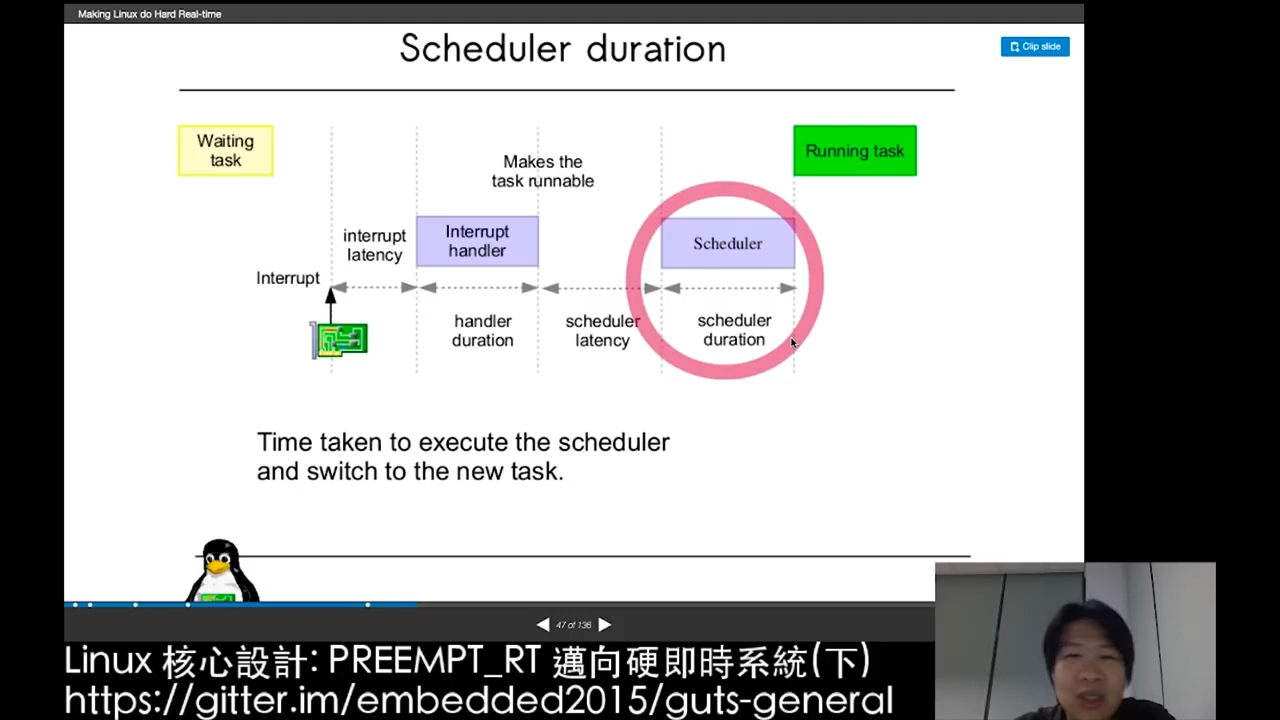 Making Linux do Hard Real-time
Scheduler duration
Clip slide
Waiting
task
Makes the
task runnable
Running task
interrupt
latency
Interrupt
handler
Scheduler
Interrupt
handler
duration
scheduler
latency
scheduler
duration
Time taken to execute the scheduler
and switch to the new task.
47 of 136
Linux 核心設計: PREEMPT_RT 邁向硬即時系統(下)
https://gitter.im/embedded2015/guts-general